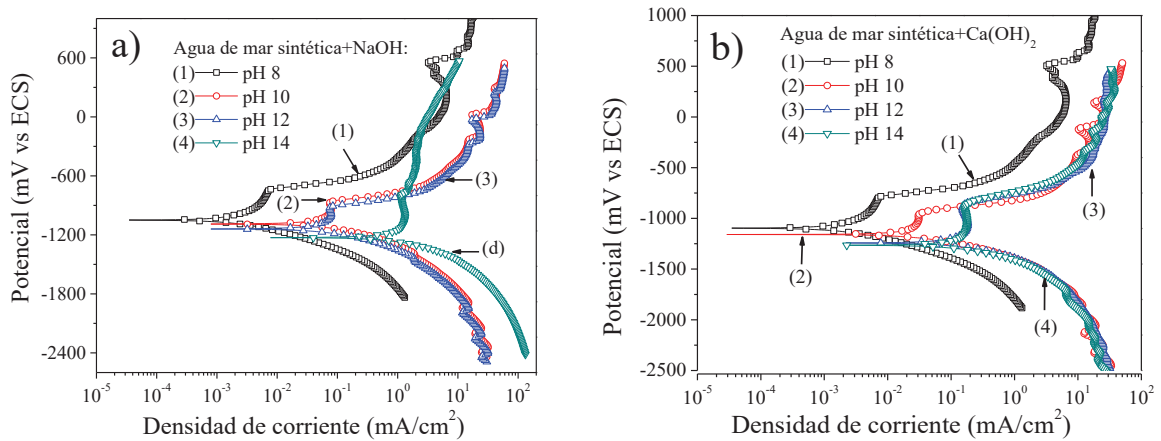 a)
Agua de mar sintética+NaOH:
(1) pH 8
(2) pH 10
(3) pH 12
(4) pH 14
(1)
(2)
(3)
(d)
600
0
-600
-1200
-1800
-2400
Potencial (mV vs ECS)
10⁻⁵ 10⁻⁴ 10⁻³ 10⁻² 10⁻¹ 10⁰ 10¹ 10²
Densidad de corriente (mA/cm²)
b)
Agua de mar sintética+Ca(OH)₂
(1) pH 8
(2) pH 10
(3) pH 12
(4) pH 14
(1)
(2)
(3)
(4)
1000
500
0
-500
-1000
-1500
-2000
-2500
Potencial (mV vs ECS)
10⁻⁵ 10⁻⁴ 10⁻³ 10⁻² 10⁻¹ 10⁰ 10¹ 10²
Densidad de corriente (mA/cm²)